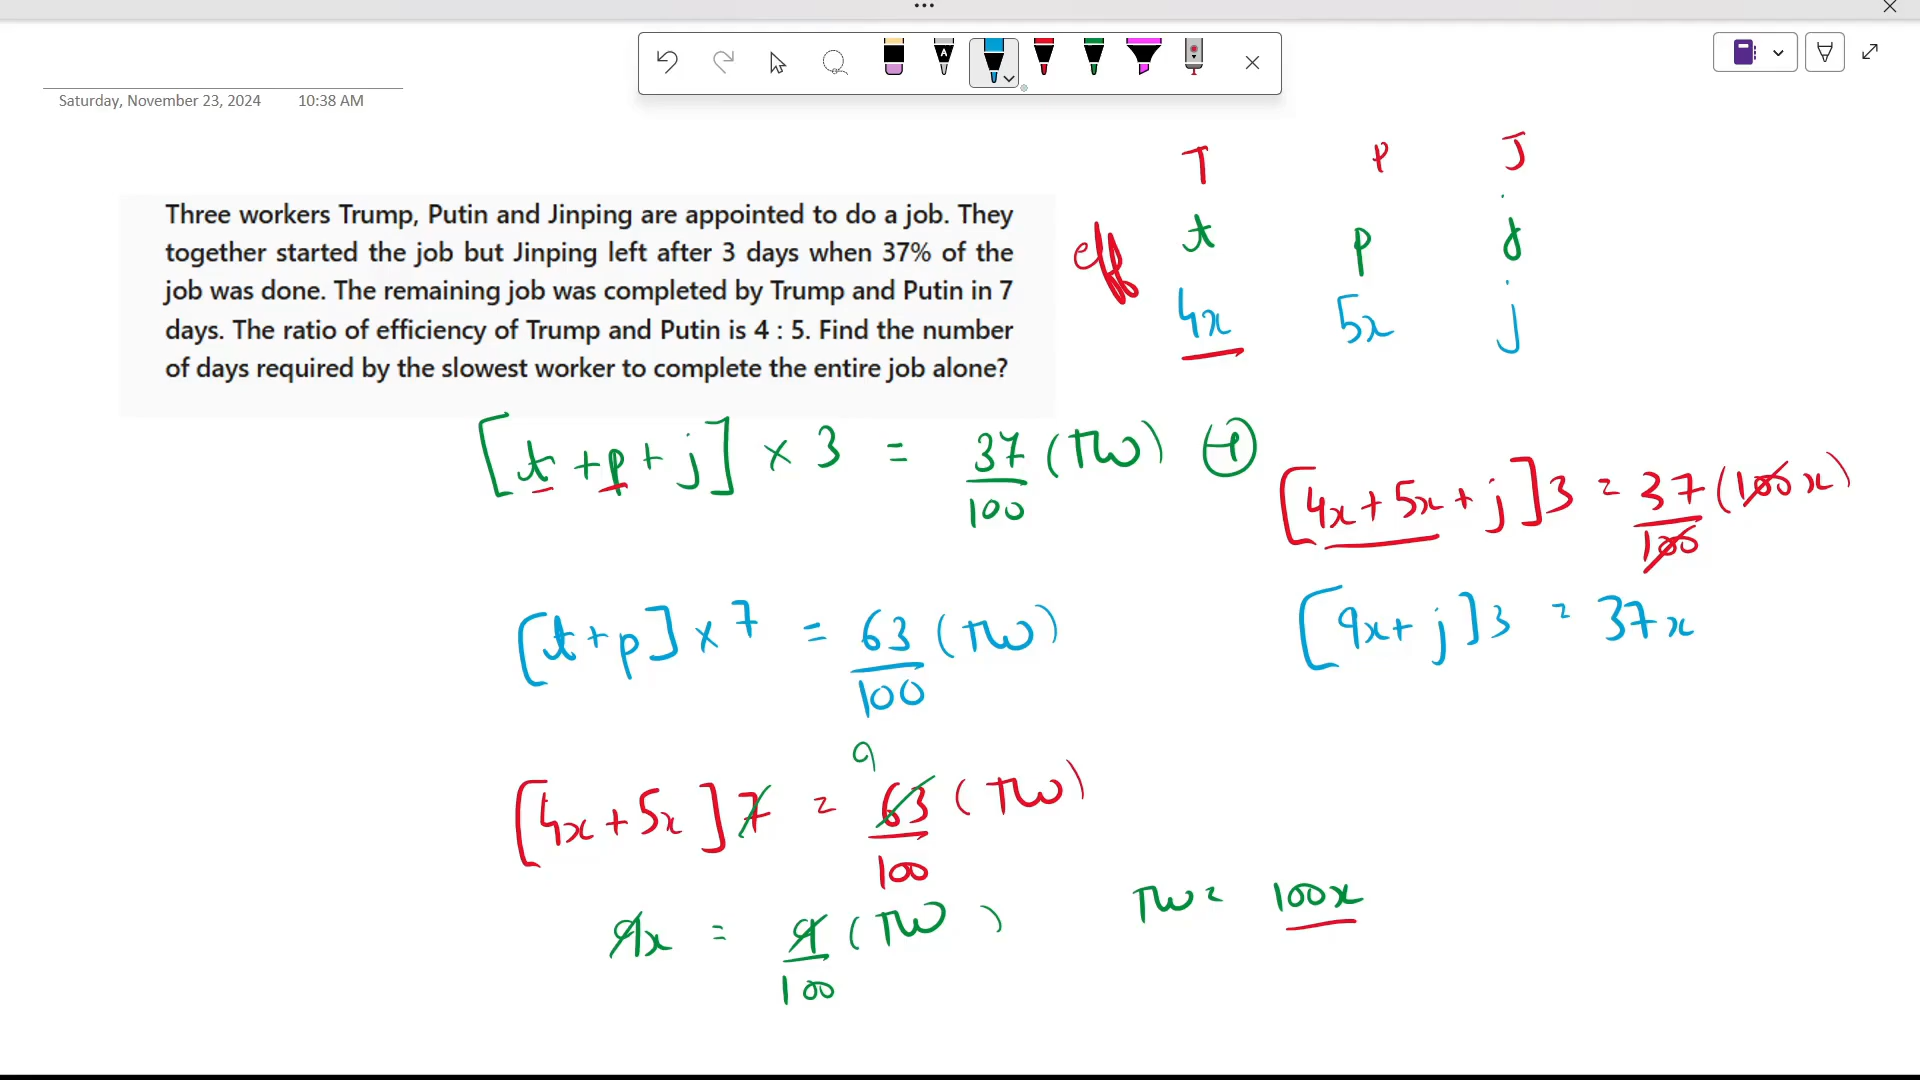 Saturday, November 23, 2024 10:38 AM
Three workers Trump, Putin and Jinping are appointed to do a job. They
together started the job but Jinping left after 3 days when 37% of the
job was done. The remaining job was completed by Trump and Putin in 7
days. The ratio of efficiency of Trump and Putin is 4 : 5. Find the number
of days required by the slowest worker to complete the entire job alone?
T P J
eff t p j
4x 5x j
[t + p + j] × 3 = 37/100 (TW)
[4x + 5x + j] 3 = 37/100 (100x)
[t + p] × 7 = 63/100 (TW)
[9x + j] 3 = 37x
9
[4x + 5x] 7 = 63/100 (TW)
9x = 9/100 (TW)
TW = 100x